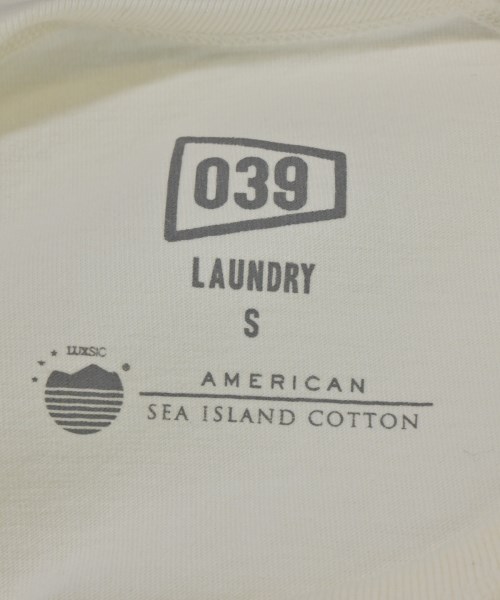 039
LAUNDRY
S
LUXSIC
AMERICAN
SEA ISLAND COTTON